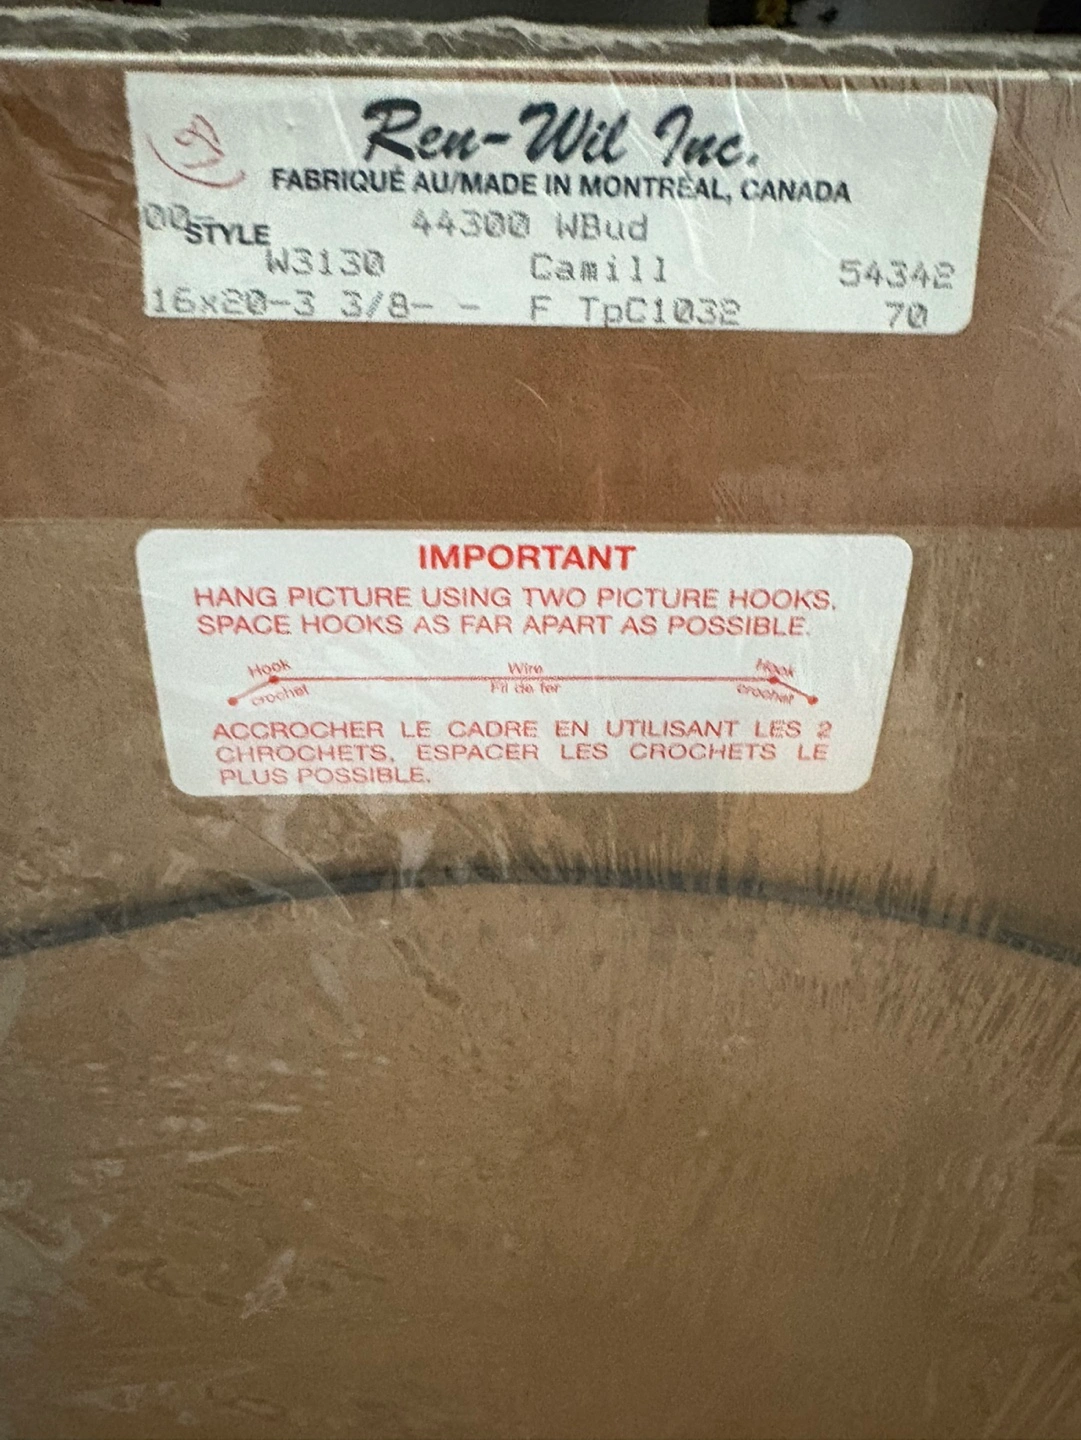 Ren-Wil Inc.
FABRIQUÉ AU/MADE IN MONTRÉAL, CANADA
00- 44300 WBud
STYLE
W3130 Camill 54342
16x20-3 3/8- - F TpC1032 70
IMPORTANT
HANG PICTURE USING TWO PICTURE HOOKS.
SPACE HOOKS AS FAR APART AS POSSIBLE.
Hook Wire Hook
crochet Fil de fer crochet
ACCROCHER LE CADRE EN UTILISANT LES 2
CHROCHETS, ESPACER LES CROCHETS LE
PLUS POSSIBLE.